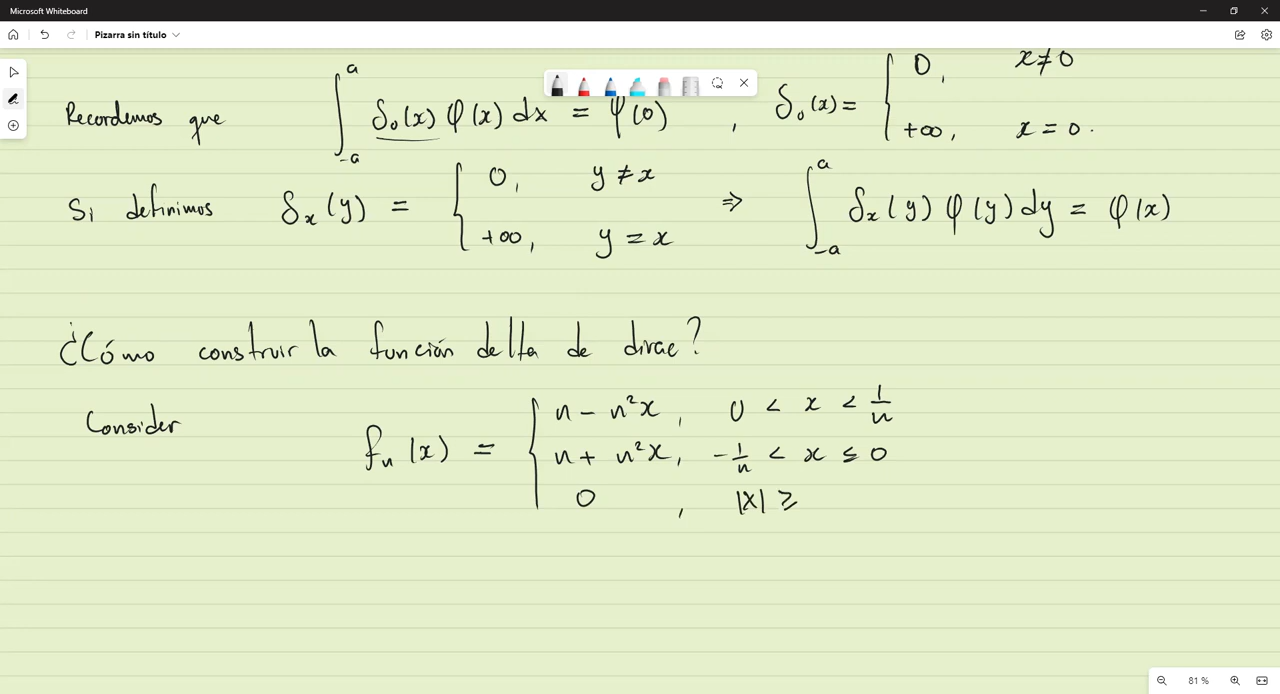 Microsoft Whiteboard
Pizarra sin título
Recordemos que ∫_{-a}^{a} δ₀(x) φ(x) dx = φ(0) , δ₀(x) = { 0, x ≠ 0
+∞, x = 0.
Si definimos δₓ(y) = { 0, y ≠ x ⇒ ∫_{-a}^{a} δₓ(y) φ(y) dy = φ(x)
+∞, y = x
¿Cómo construir la función delta de dirac?
Consider fₙ(x) = { n - n²x, 0 < x < 1/n
n + n²x, -1/n < x ≤ 0
0 , |x| ≥
81 %